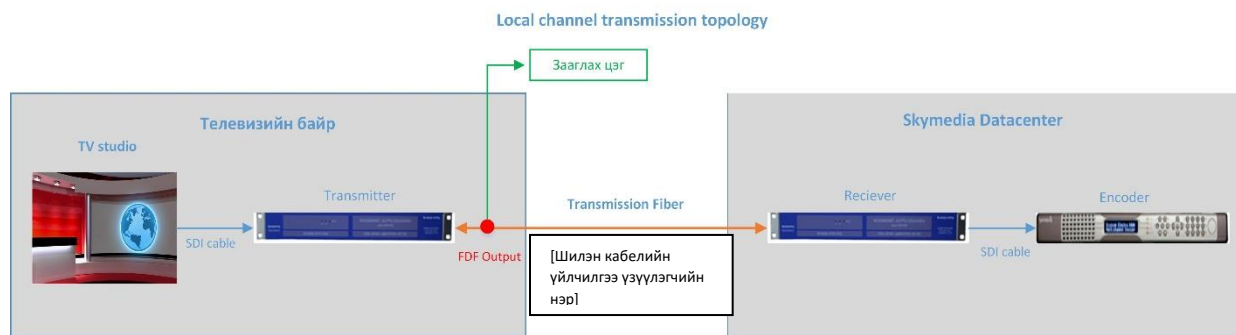 Local channel transmission topology
Зааглах цэг
Телевизийн байр
Skymedia Datacenter
TV studio
Transmitter
Transmission Fiber
Reciever
Encoder
SDI cable
FDF Output
[Шилэн кабелийн
үйлчилгээ үзүүлэгчийн
нэр]
SDI cable